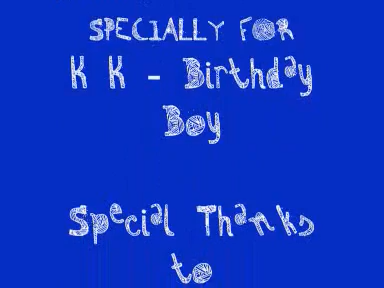 SPECIALLY FOR
K K - Birthday
Boy
Special Thanks
to